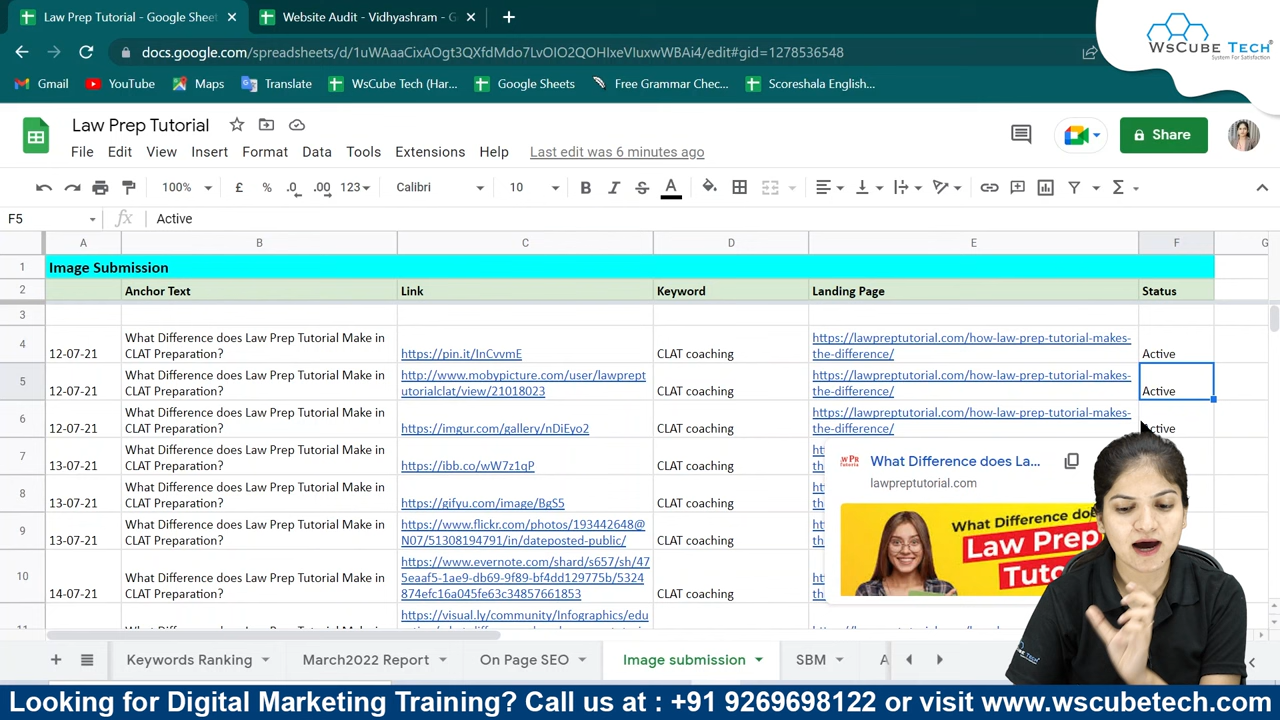 Law Prep Tutorial - Google Sheet
Website Audit - Vidhyashram - G
WsCube Tech®
System For Satisfaction
Gmail
YouTube
Maps
Translate
WsCube Tech (Har...
Google Sheets
Free Grammar Chec...
Scoreshala English...
Law Prep Tutorial
Share
File Edit View Insert Format Data Tools Extensions Help Last edit was 6 minutes ago
100% £ % .0 .00 123 Calibri 10 B I S A
F5 fx Active
A B C D E F G
1 Image Submission
2 Anchor Text Link Keyword Landing Page Status
3
What Difference does Law Prep Tutorial Make in https://lawpreptutorial.com/how-law-prep-tutorial-makes-
4 12-07-21 CLAT Preparation? https://pin.it/InCvvmE CLAT coaching the-difference/ Active
What Difference does Law Prep Tutorial Make in http://www.mobypicture.com/user/lawprept https://lawpreptutorial.com/how-law-prep-tutorial-makes-
5 12-07-21 CLAT Preparation? utorialclat/view/21018023 CLAT coaching the-difference/ Active
What Difference does Law Prep Tutorial Make in https://lawpreptutorial.com/how-law-prep-tutorial-makes-
6 12-07-21 CLAT Preparation? https://imgur.com/gallery/nDiEyo2 CLAT coaching the-difference/ Active
What Difference does Law Prep Tutorial Make in
7 13-07-21 CLAT Preparation? https://ibb.co/wW7z1qP CLAT coaching
What Difference does La...
lawpreptutorial.com
What Difference does Law Prep Tutorial Make in
8 13-07-21 CLAT Preparation? https://gifyu.com/image/BgS5 CLAT coaching
What Difference does Law Prep Tutorial Make in https://www.flickr.com/photos/193442648@
9 13-07-21 CLAT Preparation? N07/51308194791/in/dateposted-public/ CLAT coaching
What Difference
Law Prep
https://www.evernote.com/shard/s657/sh/47
What Difference does Law Prep Tutorial Make in 5eaaf5-1ae9-db69-9f89-bf4dd129775b/5324
10 14-07-21 CLAT Preparation? 874efc16a045fe63c34857661853 CLAT coaching
https://visual.ly/community/Infographics/edu
Keywords Ranking March2022 Report On Page SEO Image submission SBM
Looking for Digital Marketing Training? Call us at : +91 9269698122 or visit www.wscubetech.com